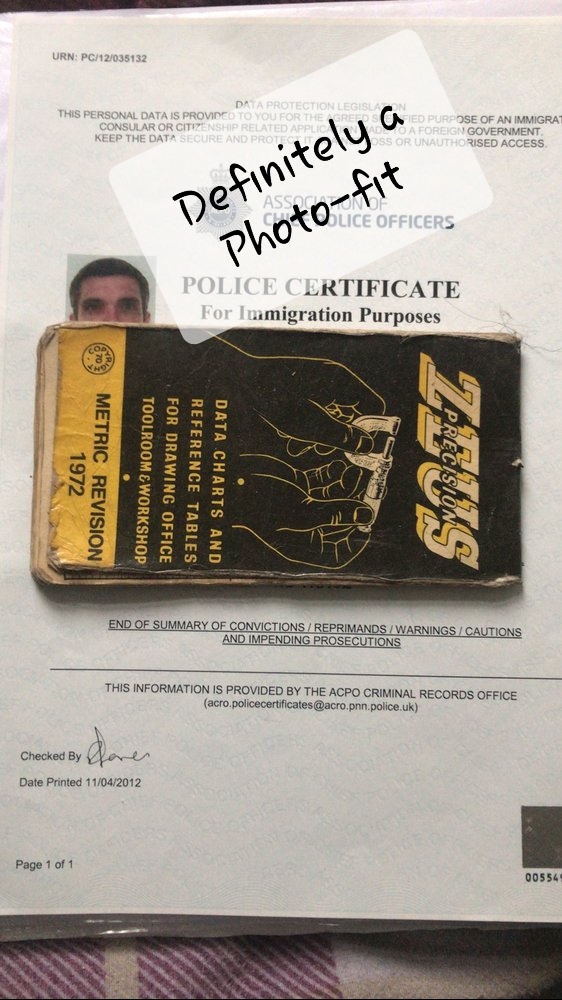 URN: PC/12/035132
DATA PROTECTION LEGISLATION
THIS PERSONAL DATA IS PROVIDED TO YOU FOR THE AGREED PURPOSE OF AN IMMIGRAT
CONSULAR OR CITIZENSHIP RELATED APPLICATION MADE TO A FOREIGN GOVERNMENT.
KEEP THE DATA SECURE AND PROTECT IT LOSS OR UNAUTHORISED ACCESS.
Definitely a
Photo-fit
ASSOCIATION OF
CHIEF POLICE OFFICERS
POLICE CERTIFICATE
For Immigration Purposes
ZEUS
PRECISION
DATA CHARTS AND
REFERENCE TABLES
FOR DRAWING OFFICE
TOOLROOM & WORKSHOP
METRIC REVISION
1972
COPYRIGHT
70
END OF SUMMARY OF CONVICTIONS / REPRIMANDS / WARNINGS / CAUTIONS
AND IMPENDING PROSECUTIONS
THIS INFORMATION IS PROVIDED BY THE ACPO CRIMINAL RECORDS OFFICE
(acro.policecertificates@acro.pnn.police.uk)
Checked By
Date Printed 11/04/2012
Page 1 of 1
00554